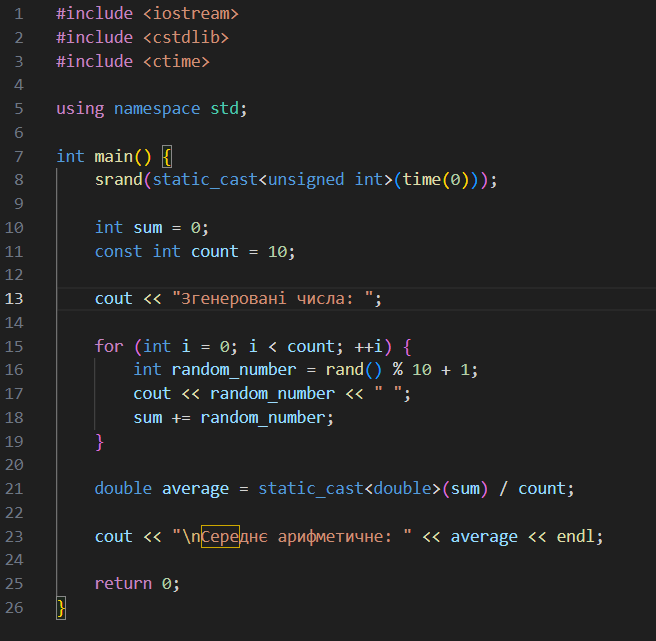 1 #include <iostream>
2 #include <cstdlib>
3 #include <ctime>
4
5 using namespace std;
6
7 int main() {
8     srand(static_cast<unsigned int>(time(0)));
9
10     int sum = 0;
11     const int count = 10;
12
13     cout << "Згенеровані числа: ";
14
15     for (int i = 0; i < count; ++i) {
16         int random_number = rand() % 10 + 1;
17         cout << random_number << " ";
18         sum += random_number;
19     }
20
21     double average = static_cast<double>(sum) / count;
22
23     cout << "\nСереднє арифметичне: " << average << endl;
24
25     return 0;
26 }